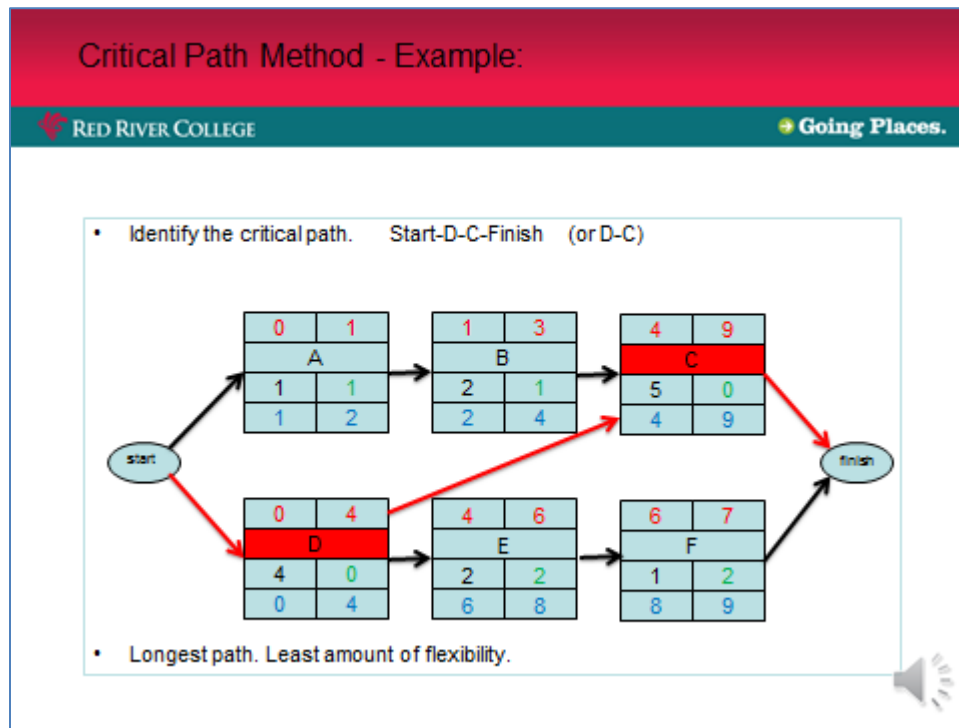 Critical Path Method - Example:
RED RIVER COLLEGE
Going Places.
• Identify the critical path. Start-D-C-Finish (or D-C)
0 1 1 3 4 9
A B C
1 1 2 1 5 0
1 2 2 4 4 9
start finish
0 4 4 6 6 7
D E F
4 0 2 2 1 2
0 4 6 8 8 9
• Longest path. Least amount of flexibility.